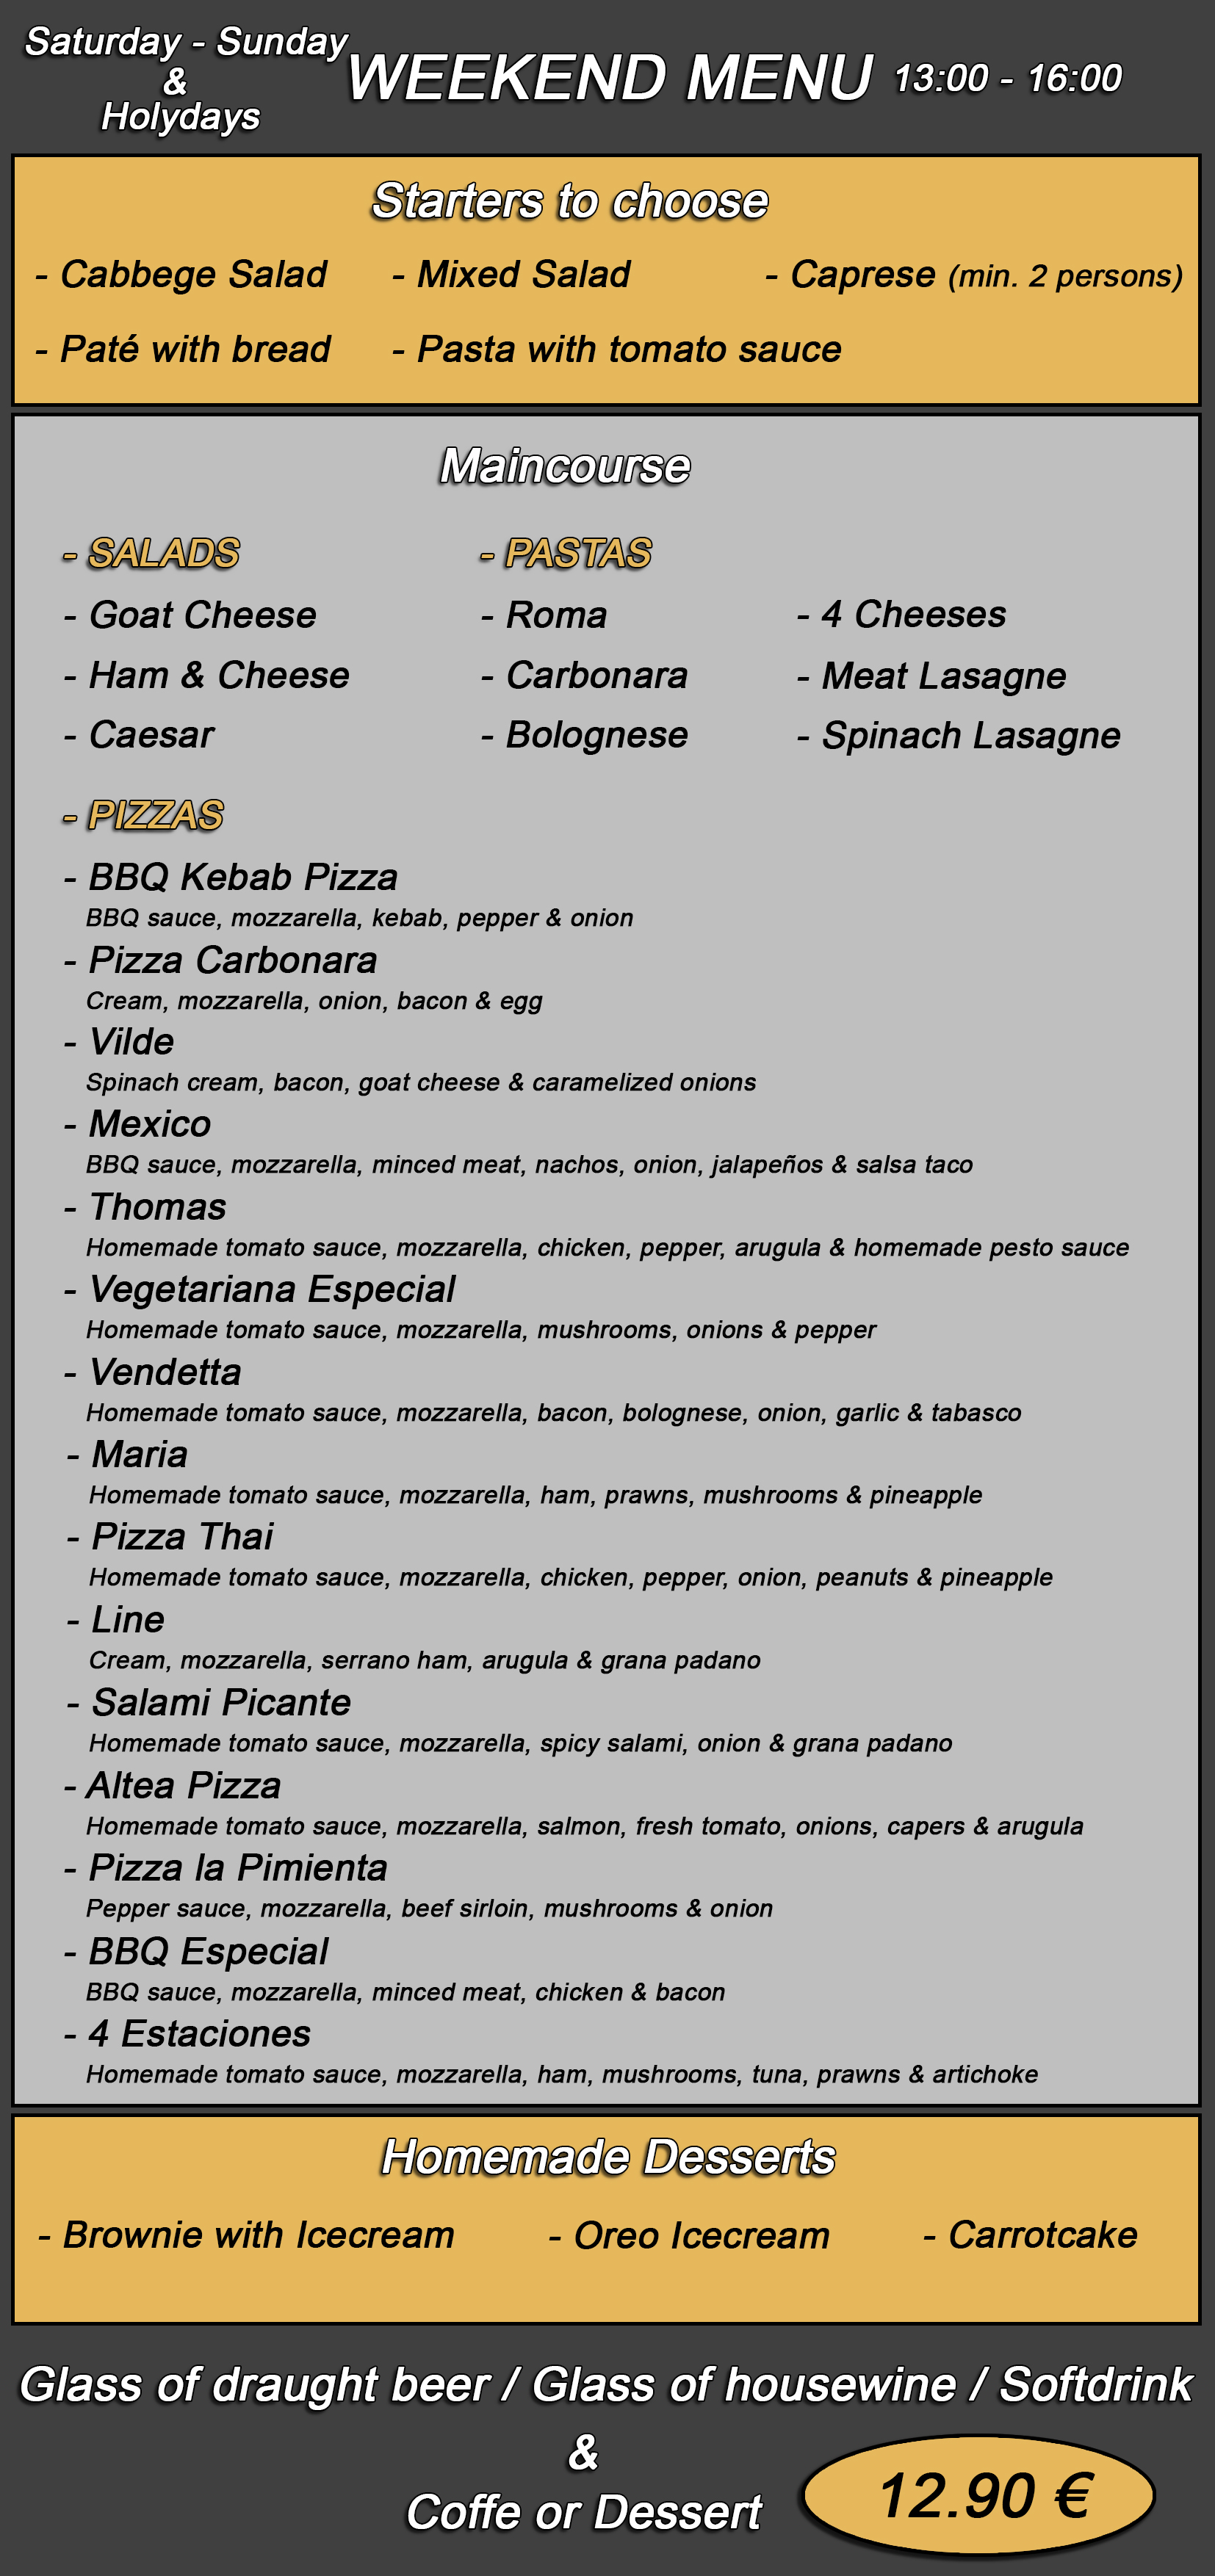 Saturday - Sunday
&
Holydays
WEEKEND MENU 13:00 - 16:00
Starters to choose
- Cabbege Salad - Mixed Salad - Caprese (min. 2 persons)
- Paté with bread - Pasta with tomato sauce
Maincourse
- SALADS - PASTAS
- Goat Cheese - Roma - 4 Cheeses
- Ham & Cheese - Carbonara - Meat Lasagne
- Caesar - Bolognese - Spinach Lasagne
- PIZZAS
- BBQ Kebab Pizza
BBQ sauce, mozzarella, kebab, pepper & onion
- Pizza Carbonara
Cream, mozzarella, onion, bacon & egg
- Vilde
Spinach cream, bacon, goat cheese & caramelized onions
- Mexico
BBQ sauce, mozzarella, minced meat, nachos, onion, jalapeños & salsa taco
- Thomas
Homemade tomato sauce, mozzarella, chicken, pepper, arugula & homemade pesto sauce
- Vegetariana Especial
Homemade tomato sauce, mozzarella, mushrooms, onions & pepper
- Vendetta
Homemade tomato sauce, mozzarella, bacon, bolognese, onion, garlic & tabasco
- Maria
Homemade tomato sauce, mozzarella, ham, prawns, mushrooms & pineapple
- Pizza Thai
Homemade tomato sauce, mozzarella, chicken, pepper, onion, peanuts & pineapple
- Line
Cream, mozzarella, serrano ham, arugula & grana padano
- Salami Picante
Homemade tomato sauce, mozzarella, spicy salami, onion & grana padano
- Altea Pizza
Homemade tomato sauce, mozzarella, salmon, fresh tomato, onions, capers & arugula
- Pizza la Pimienta
Pepper sauce, mozzarella, beef sirloin, mushrooms & onion
- BBQ Especial
BBQ sauce, mozzarella, minced meat, chicken & bacon
- 4 Estaciones
Homemade tomato sauce, mozzarella, ham, mushrooms, tuna, prawns & artichoke
Homemade Desserts
- Brownie with Icecream - Oreo Icecream - Carrotcake
Glass of draught beer / Glass of housewine / Softdrink
&
Coffe or Dessert 12.90 €